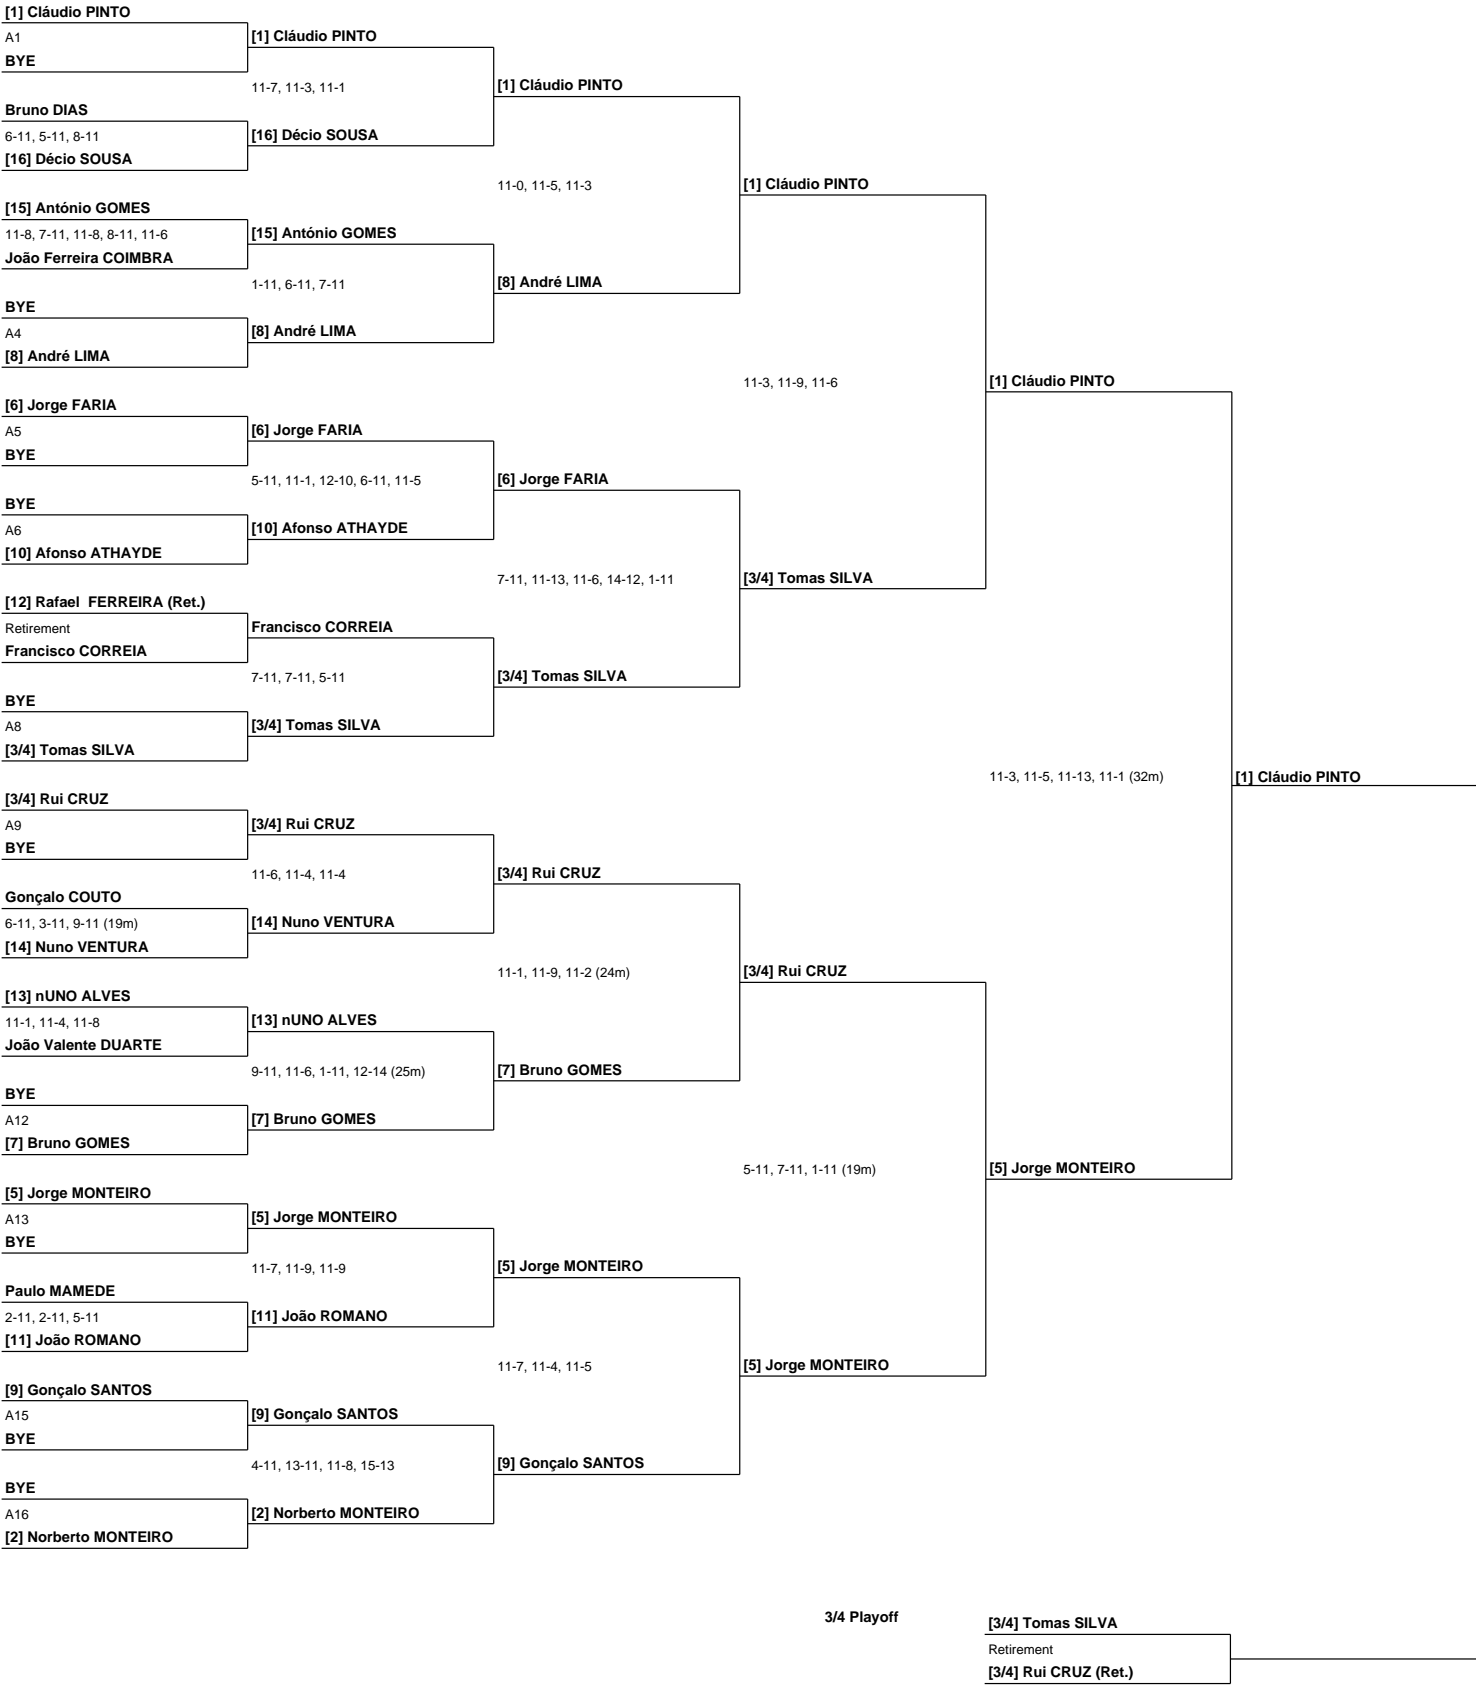 [1] Cláudio PINTO
A1
BYE
Bruno DIAS
6-11, 5-11, 8-11
[16] Décio SOUSA
[15] António GOMES
11-8, 7-11, 11-8, 8-11, 11-6
João Ferreira COIMBRA
BYE
A4
[8] André LIMA
[6] Jorge FARIA
A5
BYE
BYE
A6
[10] Afonso ATHAYDE
[12] Rafael  FERREIRA (Ret.)
Retirement
Francisco CORREIA
BYE
A8
[3/4] Tomas SILVA
[3/4] Rui CRUZ
A9
BYE
Gonçalo COUTO
6-11, 3-11, 9-11 (19m)
[14] Nuno VENTURA
[13] nUNO ALVES
11-1, 11-4, 11-8
João Valente DUARTE
BYE
A12
[7] Bruno GOMES
[5] Jorge MONTEIRO
A13
BYE
Paulo MAMEDE
2-11, 2-11, 5-11
[11] João ROMANO
[9] Gonçalo SANTOS
A15
BYE
BYE
A16
[2] Norberto MONTEIRO
[1] Cláudio PINTO
11-7, 11-3, 11-1
[16] Décio SOUSA
[15] António GOMES
1-11, 6-11, 7-11
[8] André LIMA
[6] Jorge FARIA
5-11, 11-1, 12-10, 6-11, 11-5
[10] Afonso ATHAYDE
Francisco CORREIA
7-11, 7-11, 5-11
[3/4] Tomas SILVA
[3/4] Rui CRUZ
11-6, 11-4, 11-4
[14] Nuno VENTURA
[13] nUNO ALVES
9-11, 11-6, 1-11, 12-14 (25m)
[7] Bruno GOMES
[5] Jorge MONTEIRO
11-7, 11-9, 11-9
[11] João ROMANO
[9] Gonçalo SANTOS
4-11, 13-11, 11-8, 15-13
[2] Norberto MONTEIRO
[1] Cláudio PINTO
11-0, 11-5, 11-3
[8] André LIMA
[6] Jorge FARIA
7-11, 11-13, 11-6, 14-12, 1-11
[3/4] Tomas SILVA
[3/4] Rui CRUZ
11-1, 11-9, 11-2 (24m)
[7] Bruno GOMES
[5] Jorge MONTEIRO
11-7, 11-4, 11-5
[9] Gonçalo SANTOS
[1] Cláudio PINTO
11-3, 11-9, 11-6
[3/4] Tomas SILVA
[3/4] Rui CRUZ
5-11, 7-11, 1-11 (19m)
[5] Jorge MONTEIRO
[1] Cláudio PINTO
11-3, 11-5, 11-13, 11-1 (32m)
[5] Jorge MONTEIRO
[1] Cláudio PINTO
3/4 Playoff
[3/4] Tomas SILVA
Retirement
[3/4] Rui CRUZ (Ret.)